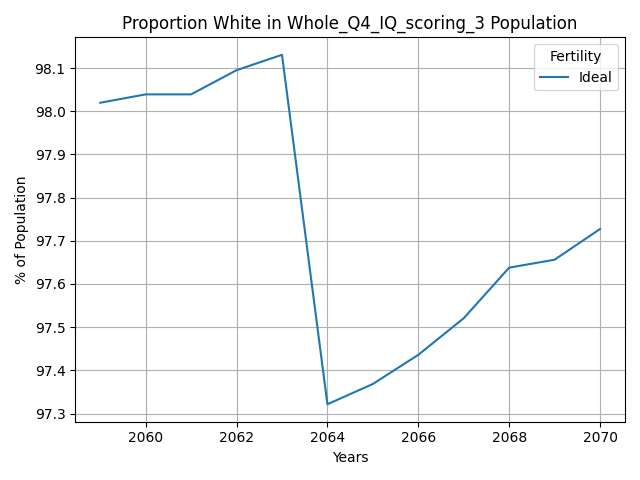 Proportion White in Whole_Q4_IQ_scoring_3 Population
Fertility
Ideal
98.1
98.0
97.9
97.8
97.7
97.6
97.5
97.4
97.3
% of Population
2060 2062 2064 2066 2068 2070
Years